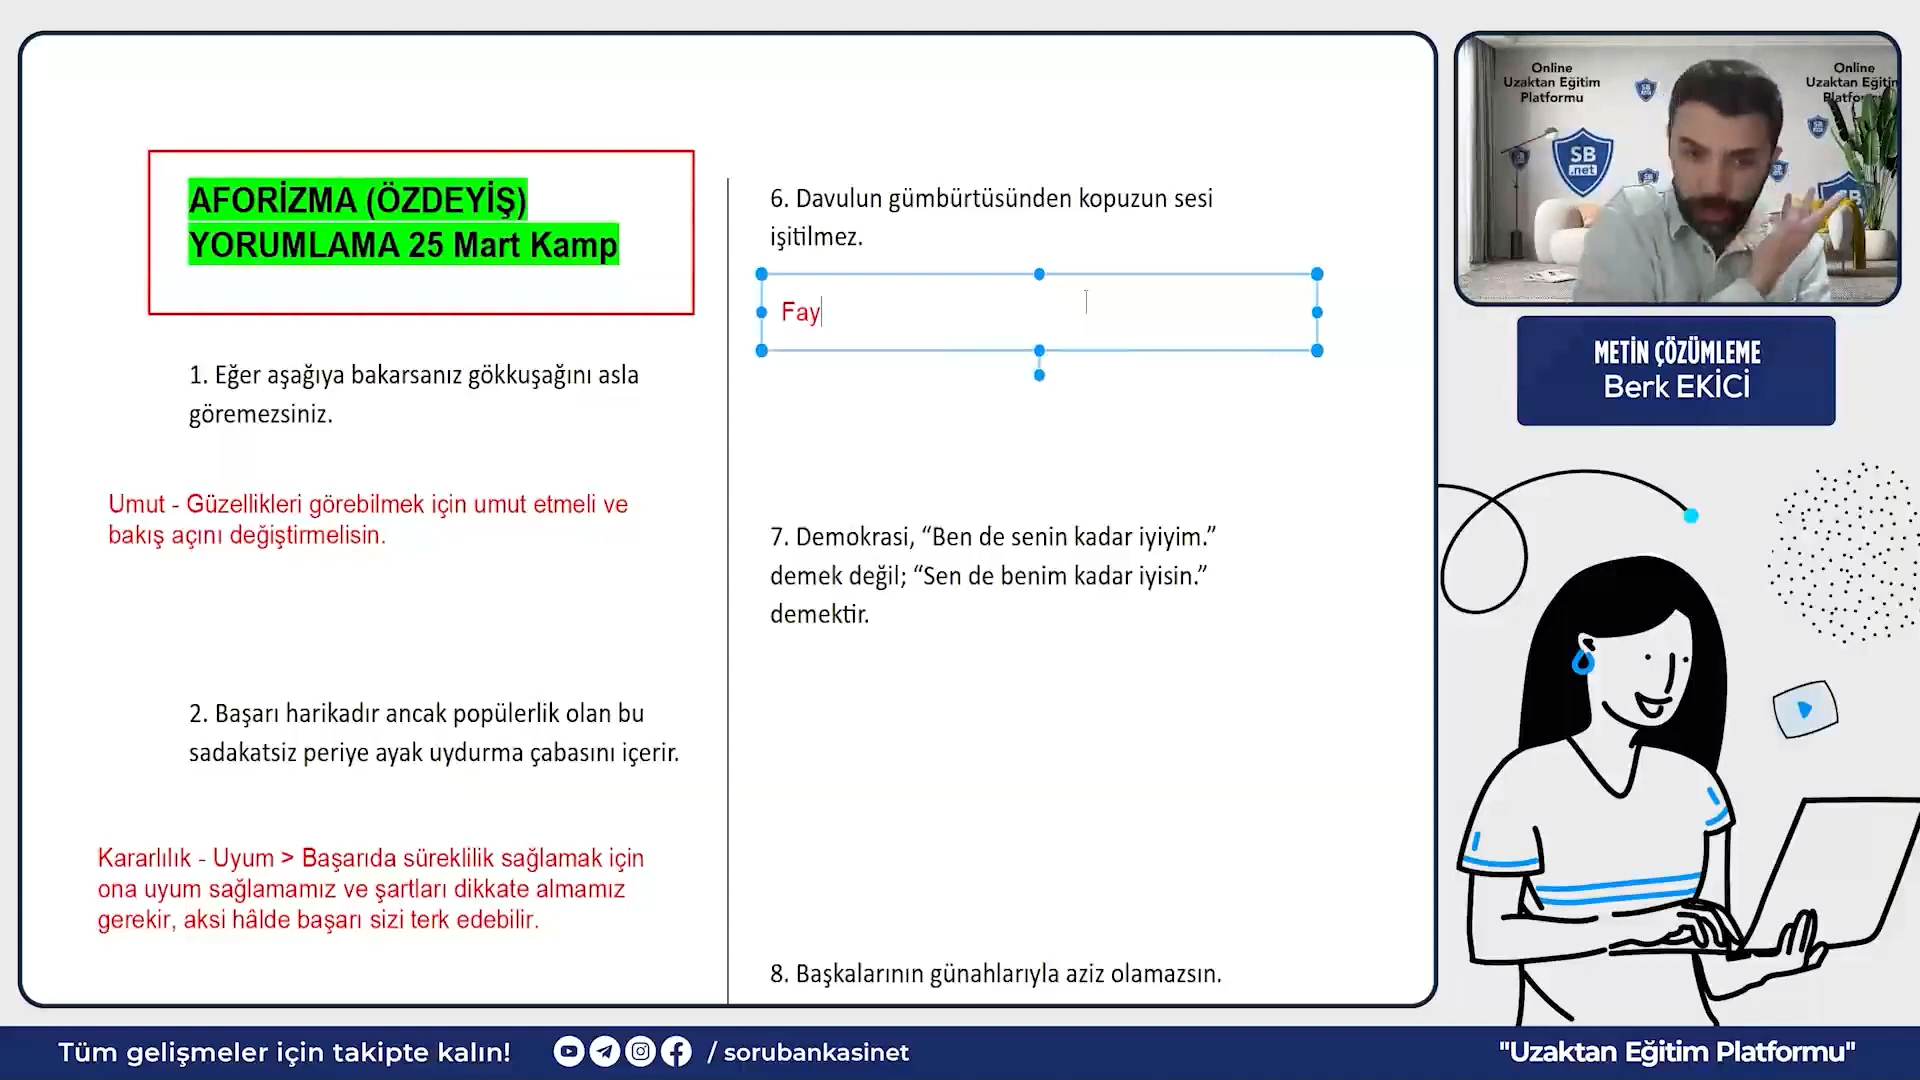 AFORİZMA (ÖZDEYİŞ)
YORUMLAMA 25 Mart Kamp
1. Eğer aşağıya bakarsanız gökkuşağını asla
göremezsiniz.
Umut - Güzellikleri görebilmek için umut etmeli ve
bakış açını değiştirmelisin.
2. Başarı harikadır ancak popülerlik olan bu
sadakatsiz periye ayak uydurma çabasını içerir.
Kararlılık - Uyum > Başarıda süreklilik sağlamak için
ona uyum sağlamamız ve şartları dikkate almamız
gerekir, aksi hâlde başarı sizi terk edebilir.
6. Davulun gümbürtüsünden kopuzun sesi
işitilmez.
Fay
7. Demokrasi, “Ben de senin kadar iyiyim.”
demek değil; “Sen de benim kadar iyisin.”
demektir.
8. Başkalarının günahlarıyla aziz olamazsın.
Online
Uzaktan Eğitim
Platformu
Online
Uzaktan Eğitim
SB
.net
METİN ÇÖZÜMLEME
Berk EKİCİ
Tüm gelişmeler için takipte kalın!
/ sorubankasinet
"Uzaktan Eğitim Platformu"